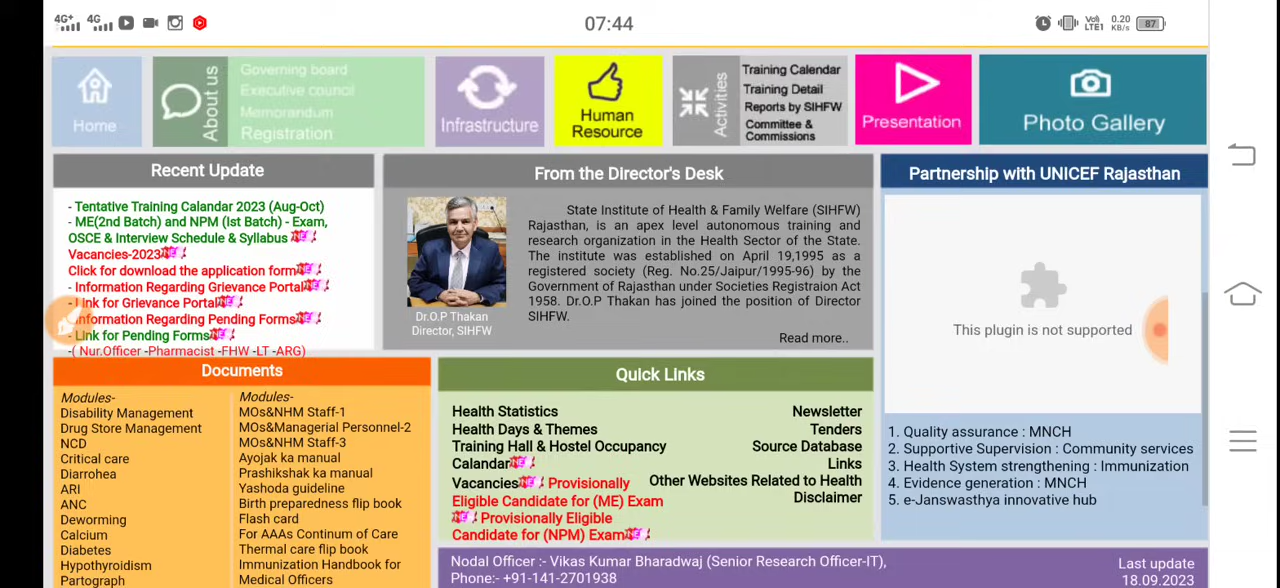 4G+ 4G 07:44 Vol) LTE1 0.20 KB/s 87
Home
About us
Governing board
Executive council
Memorandum
Registration
Infrastructure
Human
Resource
Activities
Training Calendar
Training Detail
Reports by SIHFW
Committee &
Commissions
Presentation
Photo Gallery
Recent Update
- Tentative Training Calandar 2023 (Aug-Oct)
- ME(2nd Batch) and NPM (Ist Batch) - Exam,
OSCE & Interview Schedule & Syllabus
Vacancies-2023
Click for download the application form
- Information Regarding Grievance Portal
- Link for Grievance Portal
Information Regarding Pending Forms
- Link for Pending Forms
-( Nur.Officer -Pharmacist -FHW -LT -ARG)
From the Director's Desk
Dr.O.P Thakan
Director, SIHFW
State Institute of Health & Family Welfare (SIHFW)
Rajasthan, is an apex level autonomous training and
research organization in the Health Sector of the State.
The institute was established on April 19,1995 as a
registered society (Reg. No.25/Jaipur/1995-96) by the
Government of Rajasthan under Societies Registraion Act
1958. Dr.O.P Thakan has joined the position of Director
SIHFW.
Read more..
Partnership with UNICEF Rajasthan
This plugin is not supported
1. Quality assurance : MNCH
2. Supportive Supervision : Community services
3. Health System strengthening : Immunization
4. Evidence generation : MNCH
5. e-Janswasthya innovative hub
Documents
Modules-
Disability Management
Drug Store Management
NCD
Critical care
Diarrhoea
ARI
ANC
Deworming
Calcium
Diabetes
Hypothyroidism
Partograph
Modules-
MOs&NHM Staff-1
MOs&Managerial Personnel-2
MOs&NHM Staff-3
Ayojak ka manual
Prashikshak ka manual
Yashoda guideline
Birth preparedness flip book
Flash card
For AAAs Continum of Care
Thermal care flip book
Immunization Handbook for
Medical Officers
Quick Links
Health Statistics
Health Days & Themes
Training Hall & Hostel Occupancy
Calandar
Vacancies Provisionally
Eligible Candidate for (ME) Exam
Provisionally Eligible
Candidate for (NPM) Exam
Newsletter
Tenders
Source Database
Links
Other Websites Related to Health
Disclaimer
Nodal Officer :- Vikas Kumar Bharadwaj (Senior Research Officer-IT),
Phone:- +91-141-2701938
Last update
18.09.2023